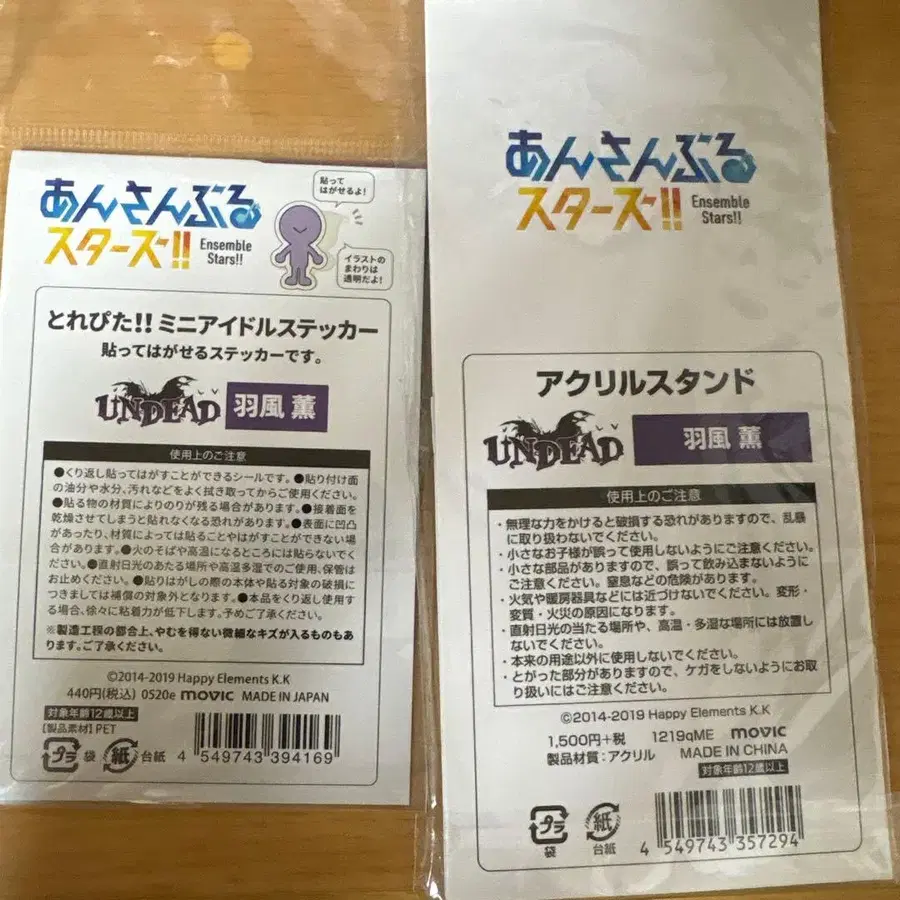 あんさんぶる
スターズ!!
Ensemble
Stars!!
貼って
はがせるよ!
イラストの
まわりは
透明だよ!
とれぴた!! ミニアイドルステッカー
貼ってはがせるステッカーです。
UNDEAD
羽風 薫
使用上のご注意
●くり返し貼ってはがすことができるシールです。●貼り付け面
の油分や水分、汚れなどをよく拭き取ってからご使用ください。
●貼る物の材質によりのりが残る場合があります。●接着面を
乾燥させてしまうと貼れなくなる恐れがあります。●表面に凹凸
があったり、材質によっては貼ることやはがすことができない場
合があります。●火のそばや高温になるところには貼らないでく
ださい。●直射日光のあたる場所や高温多湿でのご使用、保管は
お止めください。●貼りはがしの際の本体や貼る対象の破損に
つきましては補償の対象外となります。●本品をくり返し使用す
る場合、徐々に粘着力が低下します。予めご了承ください。
※製造工程の都合上、やむを得ない微細なキズが入るものもあ
ります。ご了承ください。
©2014-2019 Happy Elements K.K
440円(税込) 0520e movic MADE IN JAPAN
対象年齢12歳以上
[製品素材] PET
プラ 袋 紙 台紙
4 549743 394169
あんさんぶる
スターズ!!
Ensemble
Stars!!
アクリルスタンド
UNDEAD
羽風 薫
使用上のご注意
・無理な力をかけると破損する恐れがありますので、乱暴
に取り扱わないでください。
・小さなお子様が誤って使用しないようにご注意ください。
・小さな部品がありますので、誤って飲み込まないように
ご注意ください。窒息などの危険があります。
・火気や暖房器具などには近づけないでください。変形・
変質・火災の原因になります。
・直射日光の当たる場所や、高温・多湿な場所には放置し
ないでください。
・本来の用途以外に使用しないでください。
・とがった部分がありますので、ケガをしないようにお取
り扱いにはご注意ください。
©2014-2019 Happy Elements K.K
1,500円+税 1219qME movic
製品材質:アクリル MADE IN CHINA
対象年齢12歳以上
プラ 紙
袋 台紙
4 549743 357294